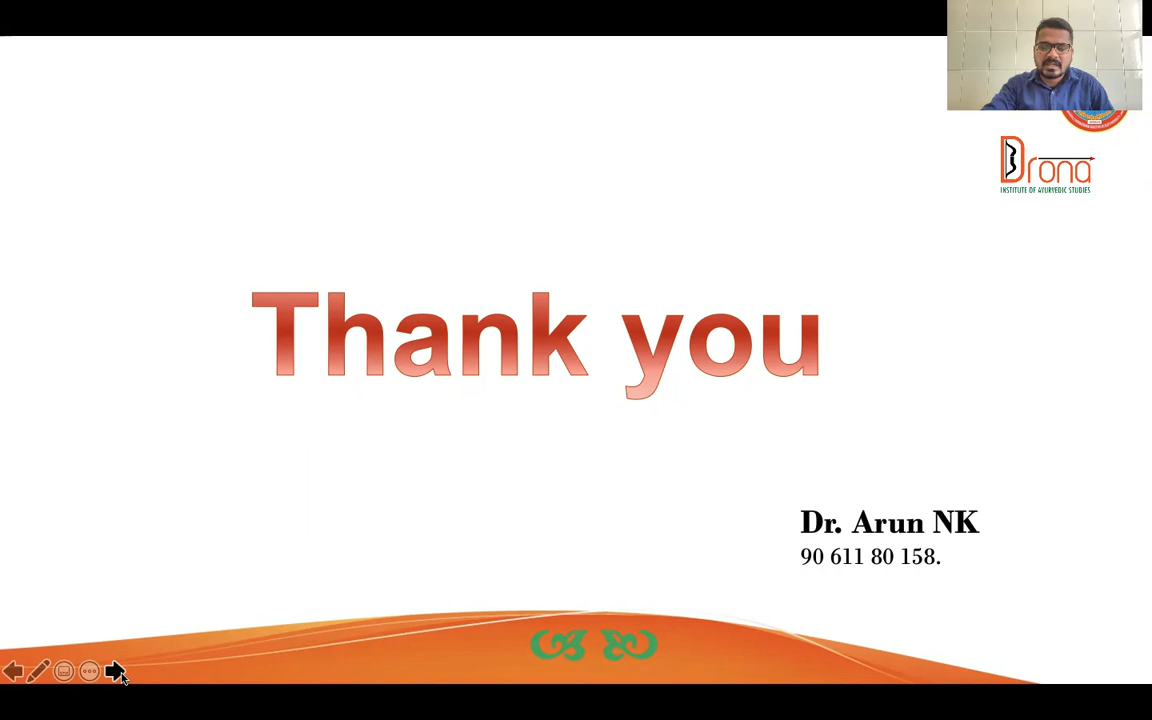 Drona
INSTITUTE OF AYURVEDIC STUDIES
Thank you
Dr. Arun NK
90 611 80 158.